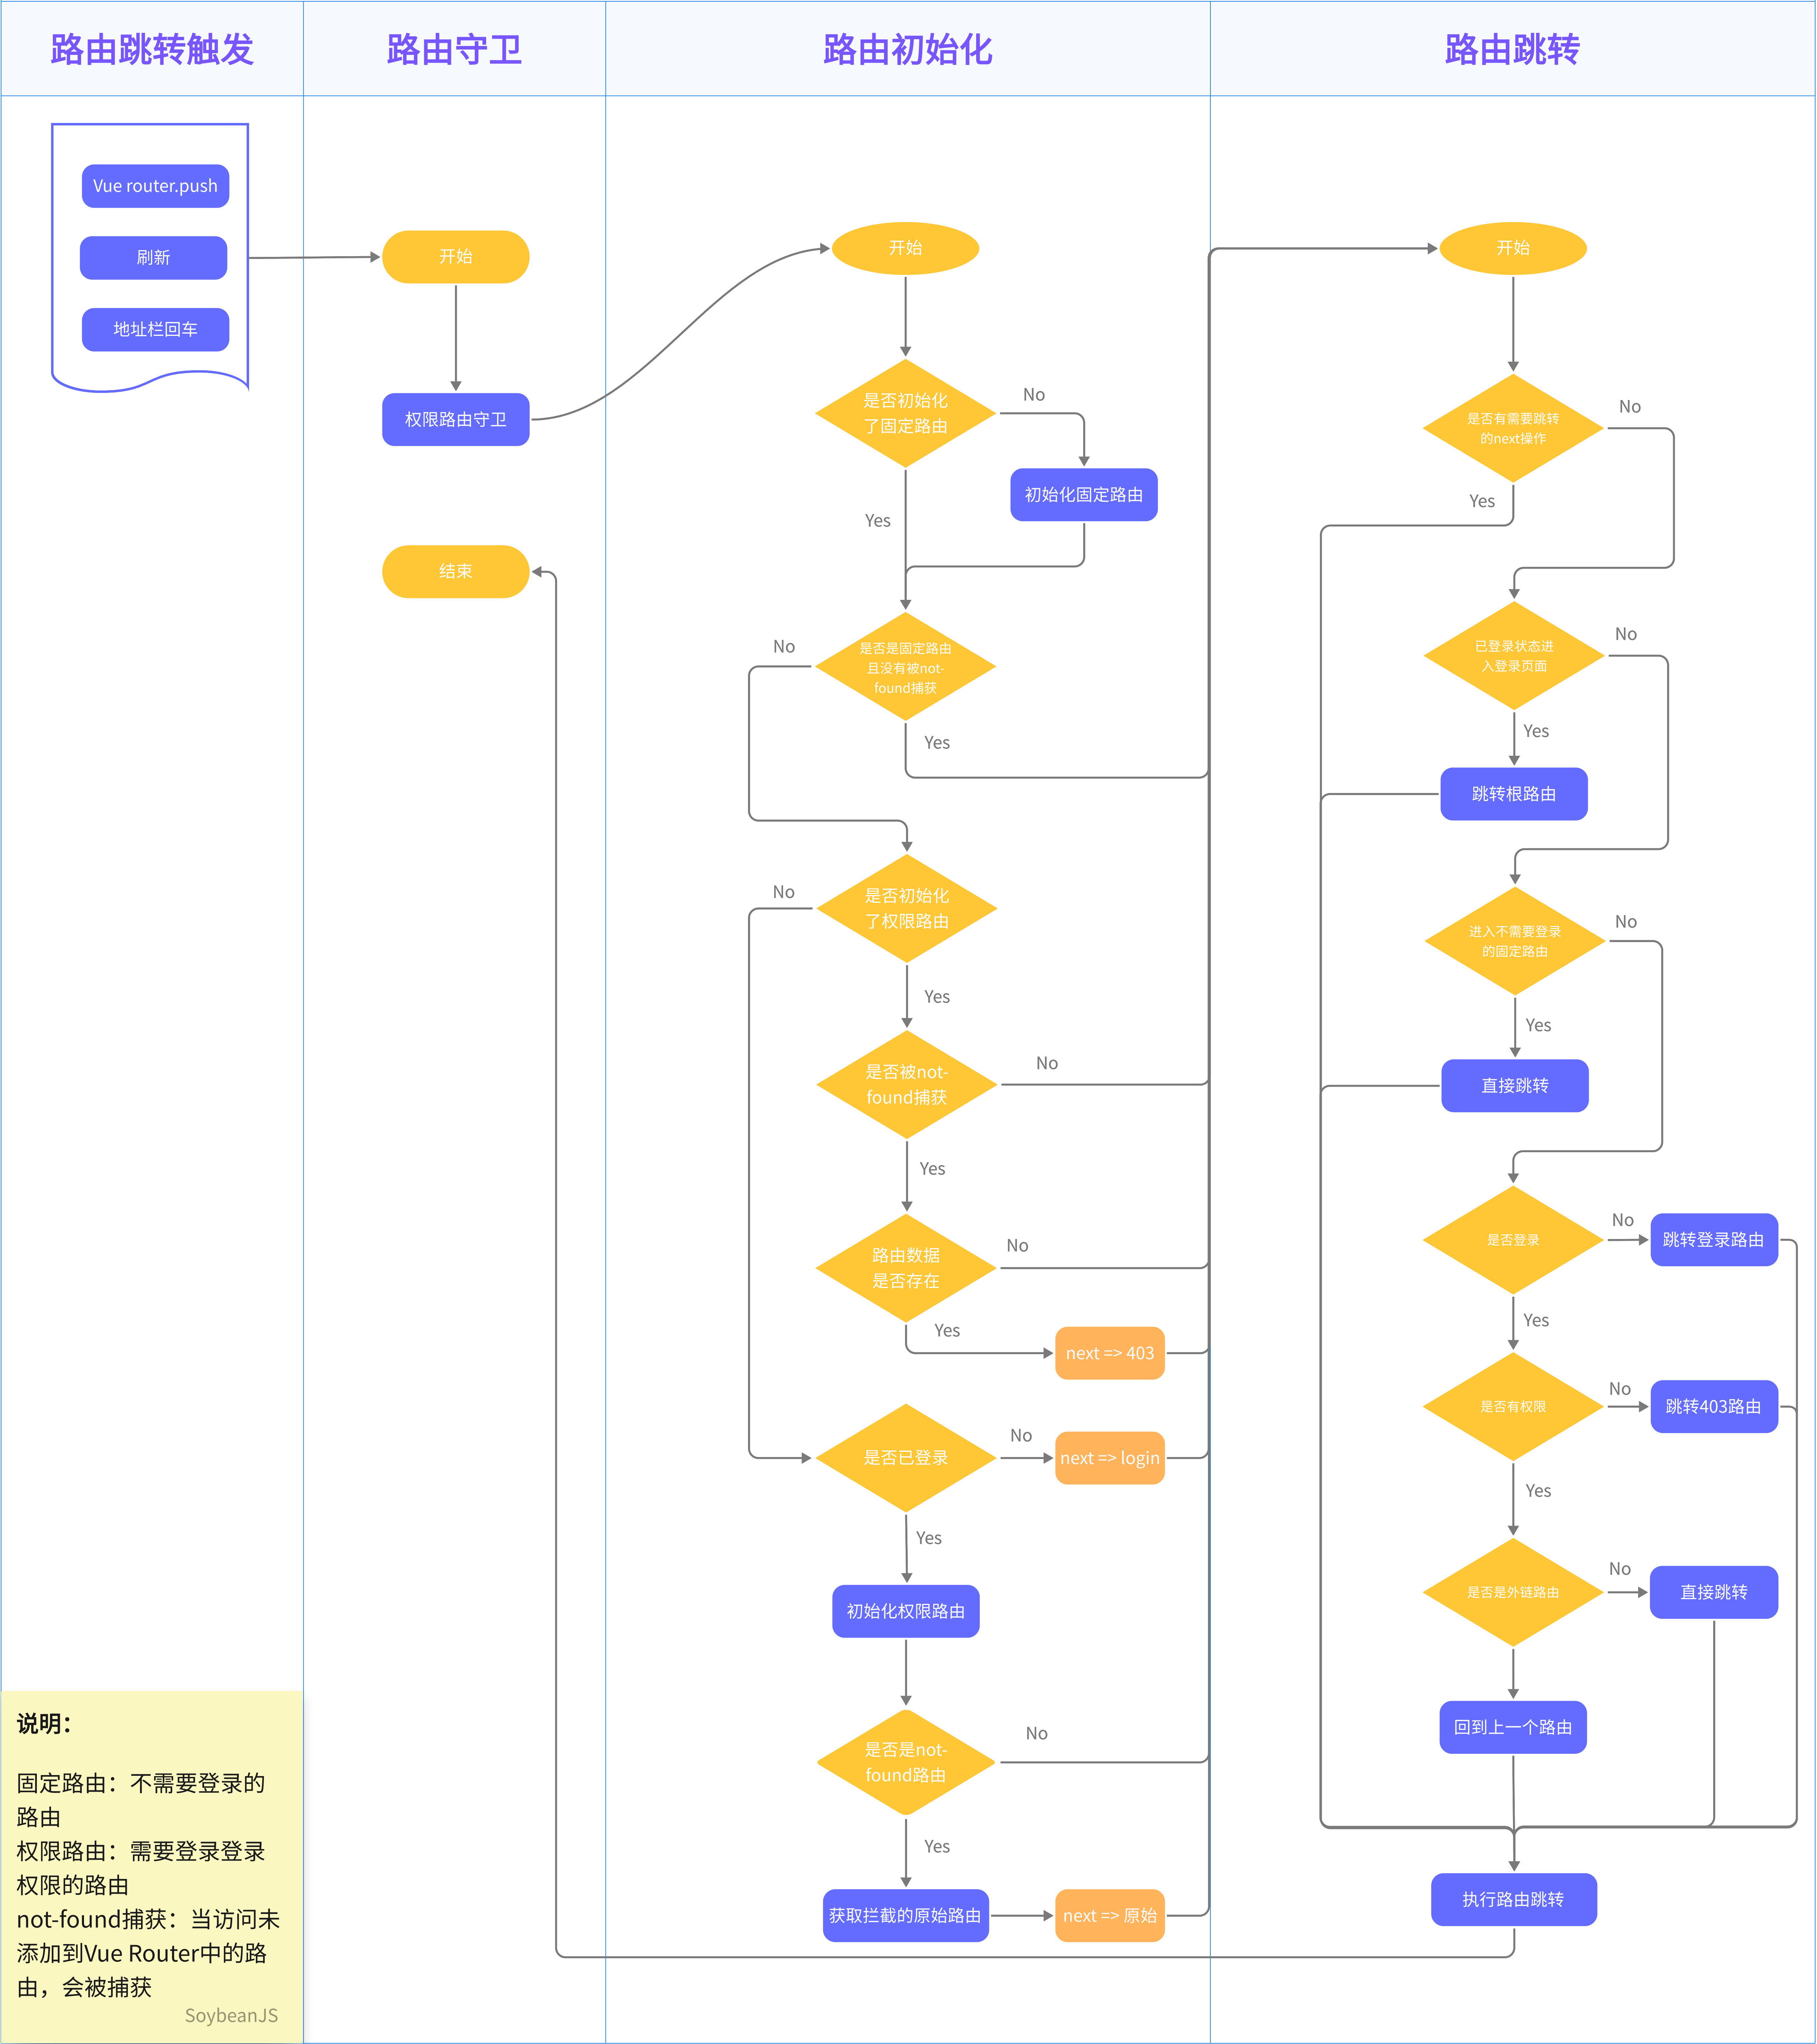 路由跳转触发
路由守卫
路由初始化
路由跳转
Vue router.push
刷新
地址栏回车
开始
权限路由守卫
结束
开始
是否初始化
了固定路由
No
初始化固定路由
Yes
是否是固定路由
且没有被not-
found捕获
No
Yes
是否初始化
了权限路由
No
Yes
是否被not-
found捕获
No
Yes
路由数据
是否存在
No
Yes
next => 403
是否已登录
No
next => login
Yes
初始化权限路由
是否是not-
found路由
No
Yes
获取拦截的原始路由
next => 原始
开始
是否有需要跳转
的next操作
No
Yes
已登录状态进
入登录页面
No
Yes
跳转根路由
进入不需要登录
的固定路由
No
Yes
直接跳转
是否登录
No
跳转登录路由
Yes
是否有权限
No
跳转403路由
Yes
是否是外链路由
No
直接跳转
回到上一个路由
执行路由跳转
说明：
固定路由：不需要登录的
路由
权限路由：需要登录登录
权限的路由
not-found捕获：当访问未
添加到Vue Router中的路
由，会被捕获
SoybeanJS